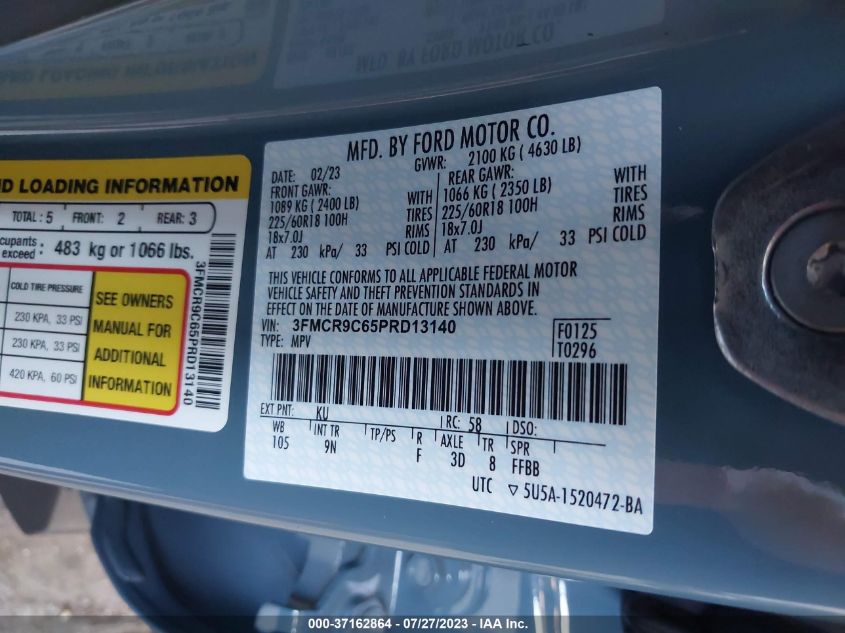 ND LOADING INFORMATION
TOTAL: 5 FRONT: 2 REAR: 3
cupants exceed: 483 kg or 1066 lbs.
COLD TIRE PRESSURE
230 KPA, 33 PSI
230 KPA, 33 PSI
420 KPA, 60 PSI
SEE OWNERS
MANUAL FOR
ADDITIONAL
INFORMATION
3FMCR9C65PRD13140
MFD. BY FORD MOTOR CO.
DATE: 02/23 GVWR: 2100 KG ( 4630 LB)
FRONT GAWR: REAR GAWR:
1089 KG ( 2400 LB) WITH 1066 KG ( 2350 LB) WITH
225/60R18 100H TIRES 225/60R18 100H TIRES
18x7.0J RIMS 18x7.0J RIMS
AT 230 kPa/ 33 PSI COLD AT 230 kPa/ 33 PSI COLD
THIS VEHICLE CONFORMS TO ALL APPLICABLE FEDERAL MOTOR
VEHICLE SAFETY AND THEFT PREVENTION STANDARDS IN
EFFECT ON THE DATE OF MANUFACTURE SHOWN ABOVE.
VIN: 3FMCR9C65PRD13140 F0125
TYPE: MPV T0296
EXT PNT: KU RC: 58 DSO:
WB INT TR TP/PS R AXLE TR SPR
105 9N F 3D 8 FFBB
UTC ▽ 5U5A-1520472-BA
000-37162864 / 07/27/2023 - IAA Inc.